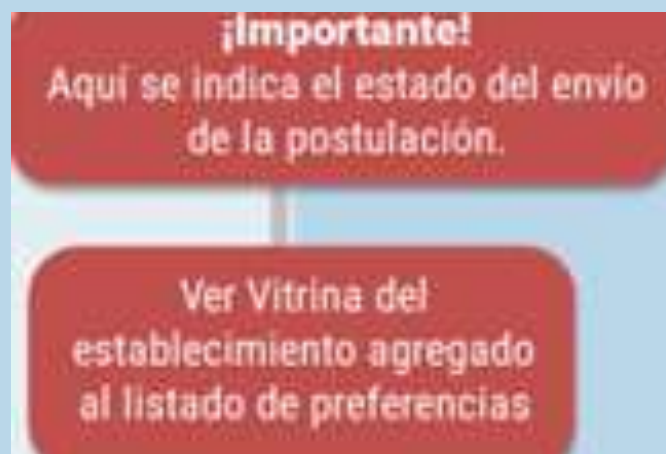 ¡Importante!
Aquí se indica el estado del envío
de la postulación.
Ver Vitrina del
establecimiento agregado
al listado de preferencias